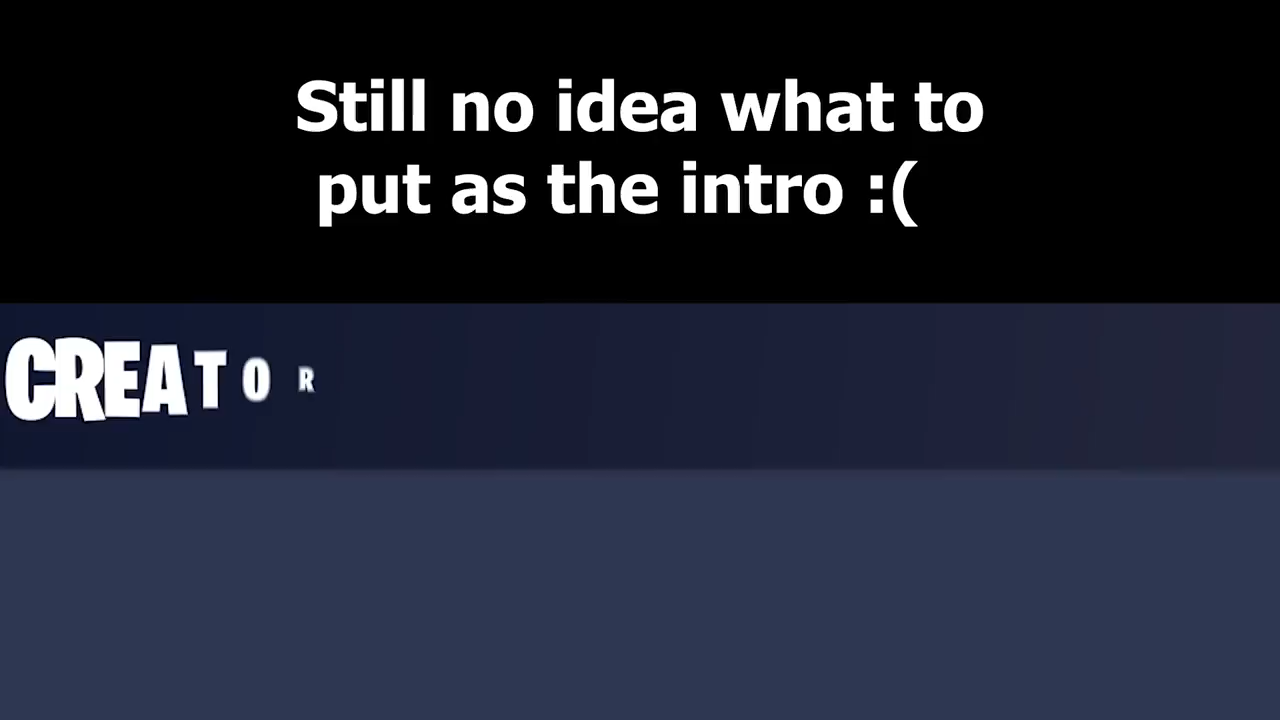 Still no idea what to
put as the intro :(
CREATOR